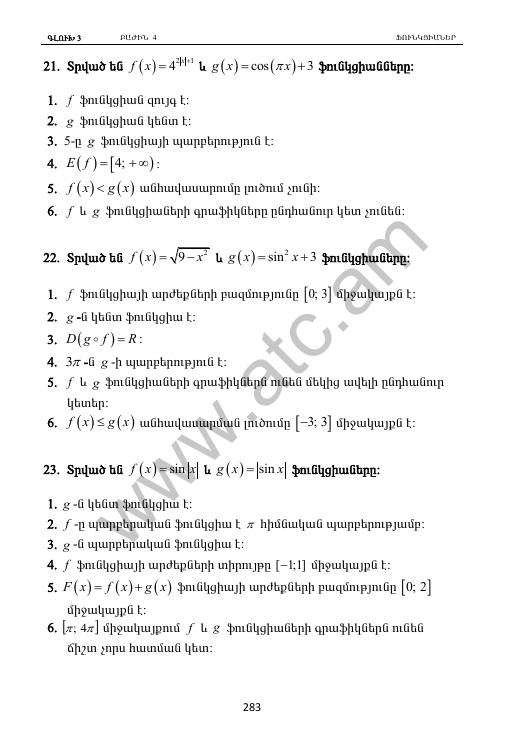 ԳԼՈՒԽ 3 ԲԱԺԻՆ 4 ՖՈՒՆԿՑԻԱՆԵՐ
21. Տրված են f(x)=4^{2|x|+1} և g(x)=cos(πx)+3 ֆունկցիանները:
1. f ֆունկցիան զույգ է:
2. g ֆունկցիան կենտ է:
3. 5-ը g ֆունկցիայի պարբերություն է:
4. E(f)=[4; +∞):
5. f(x)<g(x) անհավասարումը լուծում չունի:
6. f և g ֆունկցիաների գրաֆիկները ընդհանուր կետ չունեն:
22. Տրված են f(x)=√(9−x²) և g(x)=sin² x+3 ֆունկցիաները:
1. f ֆունկցիայի արժեքների բազմությունը [0; 3] միջակայքն է:
2. g -ն կենտ ֆունկցիա է:
3. D(g∘f)=R:
4. 3π -ն g -ի պարբերություն է:
5. f և g ֆունկցիաների գրաֆիկներն ունեն մեկից ավելի ընդհանուր
կետեր:
6. f(x)≤g(x) անհավասարման լուծումը [−3; 3] միջակայքն է:
23. Տրված են f(x)=sin|x| և g(x)=|sin x| ֆունկցիաները:
1. g -ն կենտ ֆունկցիա է:
2. f -ը պարբերական ֆունկցիա է π հիմնական պարբերությամբ:
3. g -ն պարբերական ֆունկցիա է:
4. f ֆունկցիայի արժեքների տիրույթը [−1;1] միջակայքն է:
5. F(x)=f(x)+g(x) ֆունկցիայի արժեքների բազմությունը [0; 2]
միջակայքն է:
6. [π; 4π] միջակայքում f և g ֆունկցիաների գրաֆիկներն ունեն
ճիշտ չորս հատման կետ:
www.atc.am
283